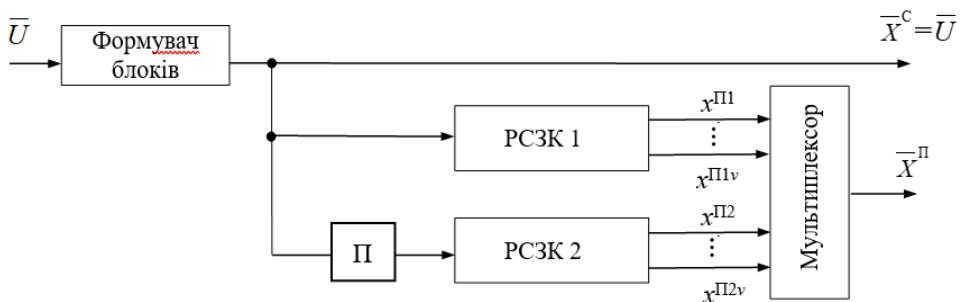 U̅
Формувач
блоків
X̅ᶜ=U̅
РСЗК 1
x^П1
⋮
x^П1v
X̅^П
Мультиплексор
П
РСЗК 2
x^П2
⋮
x^П2v